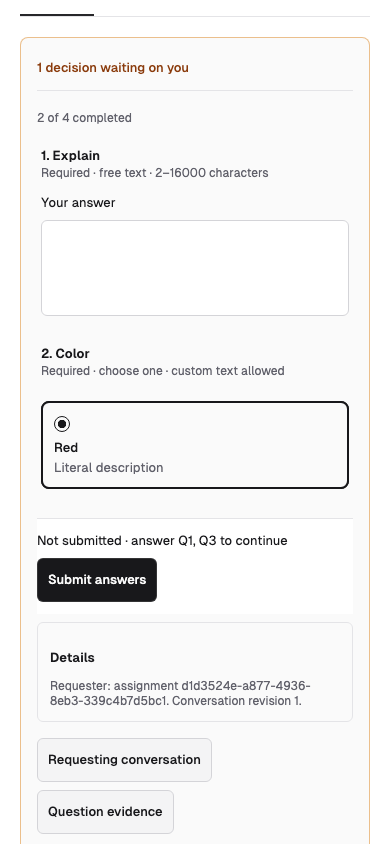 1 decision waiting on you
2 of 4 completed
1. Explain
Required · free text · 2–16000 characters
Your answer
2. Color
Required · choose one · custom text allowed
Red
Literal description
Not submitted · answer Q1, Q3 to continue
Submit answers
Details
Requester: assignment d1d3524e-a877-4936-
8eb3-339c4b7d5bc1. Conversation revision 1.
Requesting conversation
Question evidence